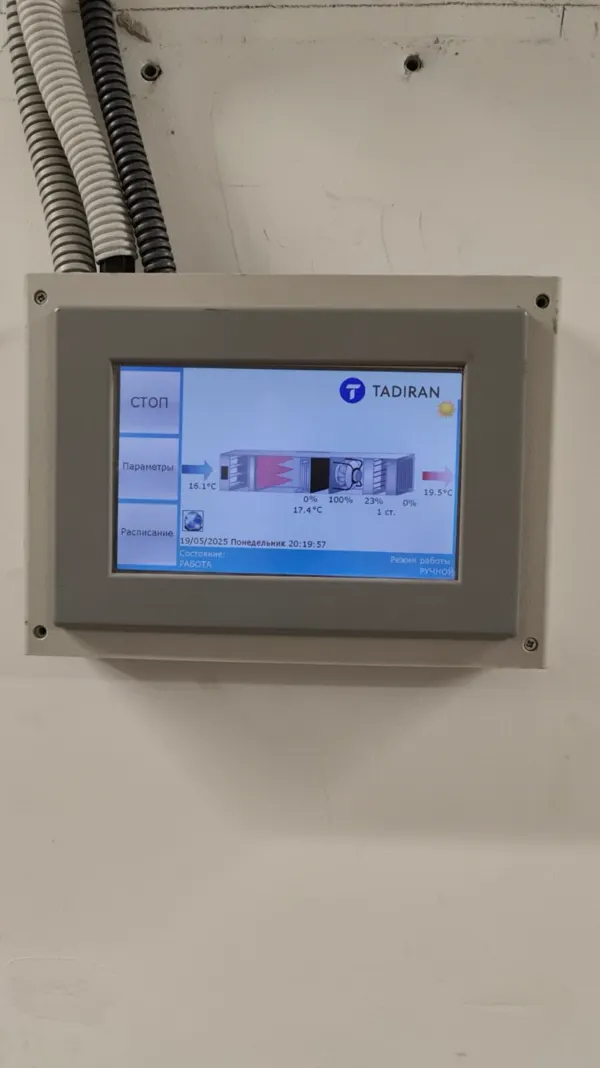 TADIRAN
СТОП
Параметры
Расписание
16.1°C
19.5°C
0% 100% 23% 0%
17.4°C 1 ст.
19/05/2025 Понедельник 20:19:57
Состояние:
РАБОТА
Режим работы
РУЧНОЙ